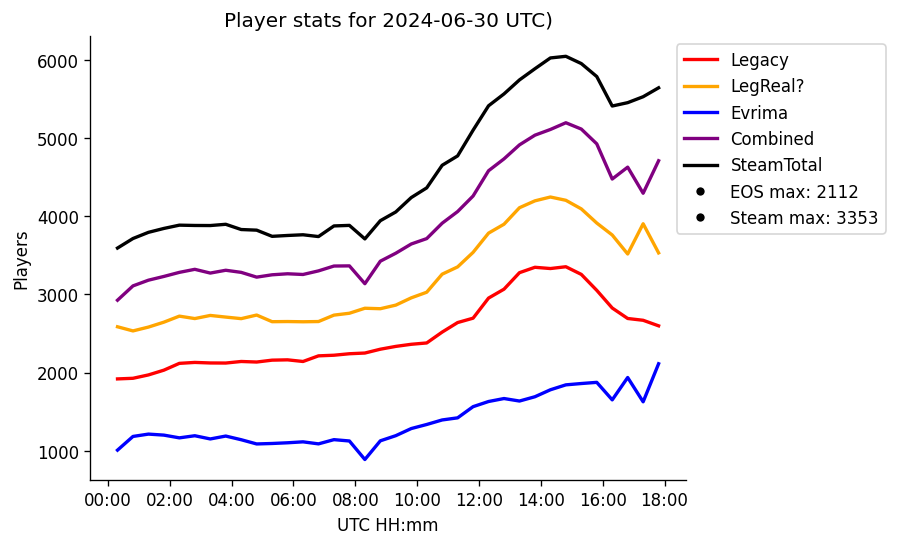 Player stats for 2024-06-30 UTC)
Legacy
LegReal?
Evrima
Combined
SteamTotal
EOS max: 2112
Steam max: 3353
Players
6000
5000
4000
3000
2000
1000
00:00 02:00 04:00 06:00 08:00 10:00 12:00 14:00 16:00 18:00
UTC HH:mm